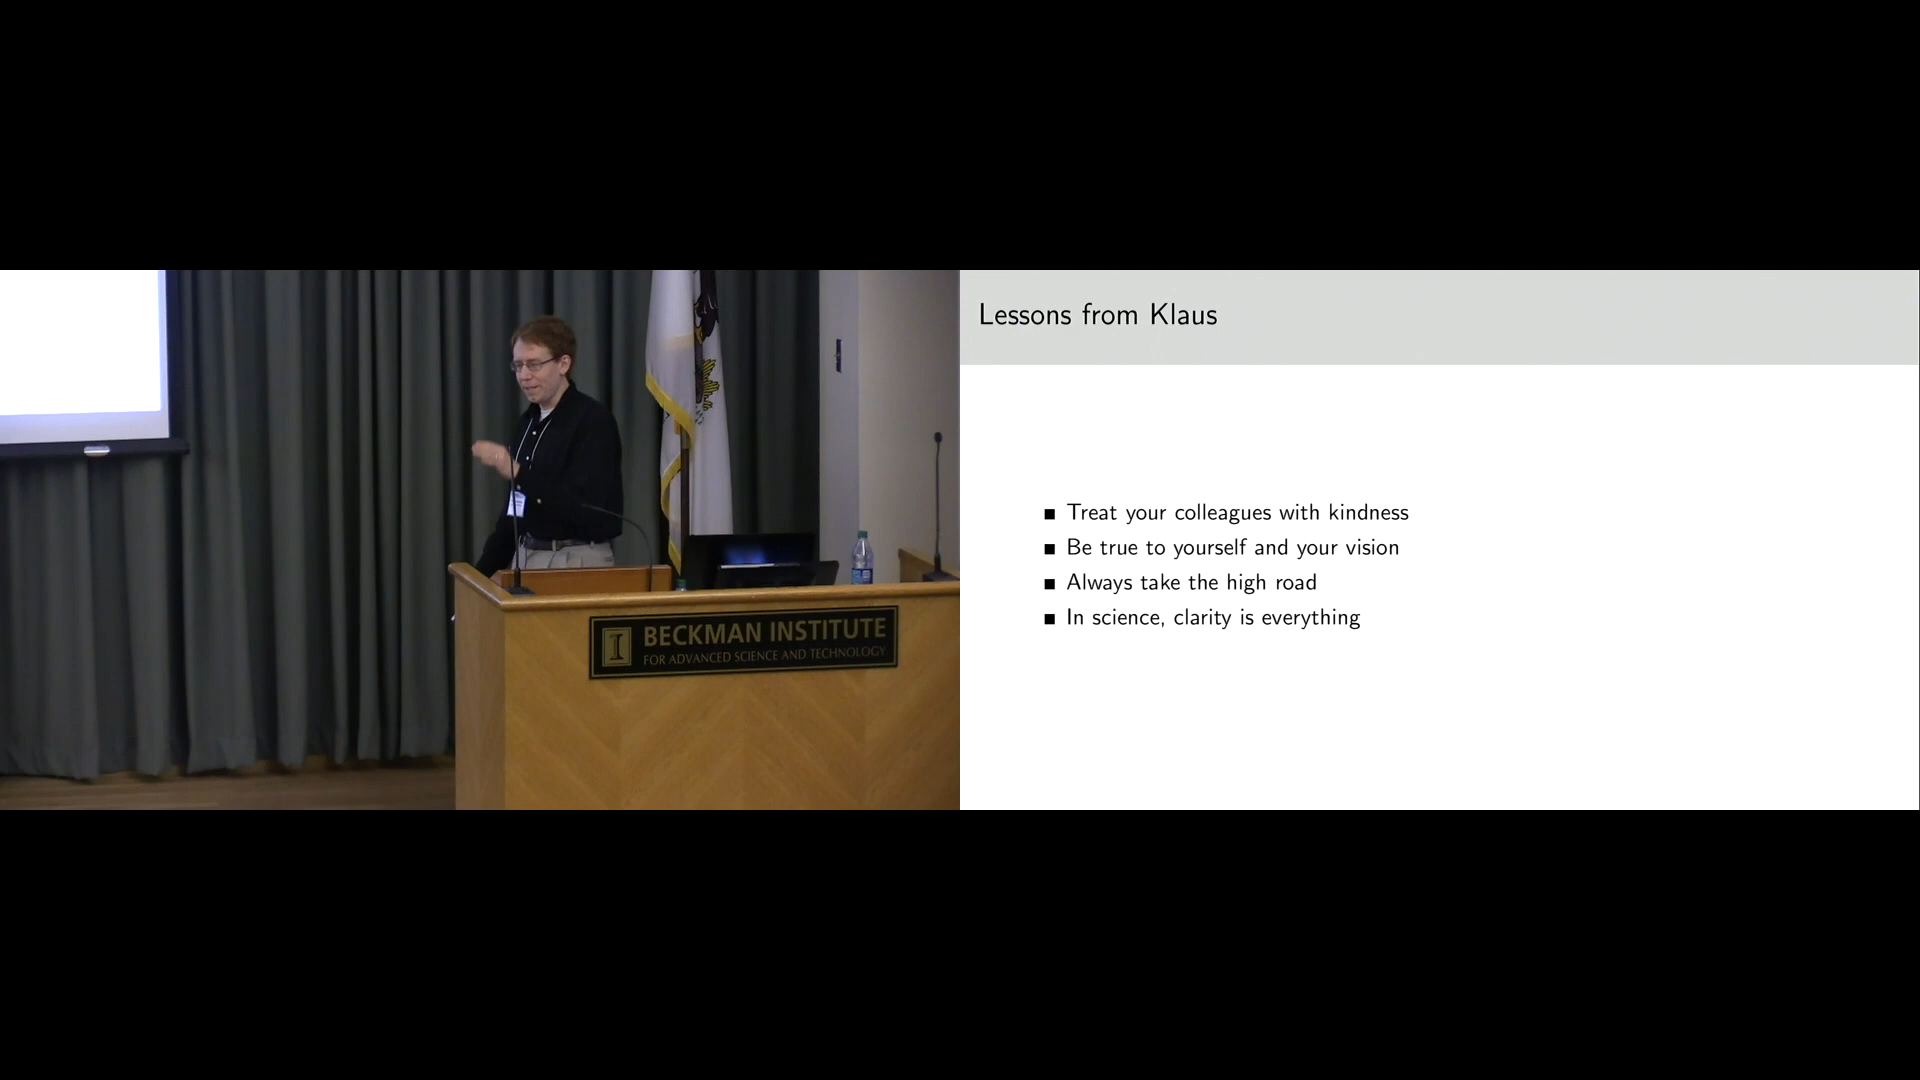 BECKMAN INSTITUTE
FOR ADVANCED SCIENCE AND TECHNOLOGY
Lessons from Klaus
Treat your colleagues with kindness
Be true to yourself and your vision
Always take the high road
In science, clarity is everything